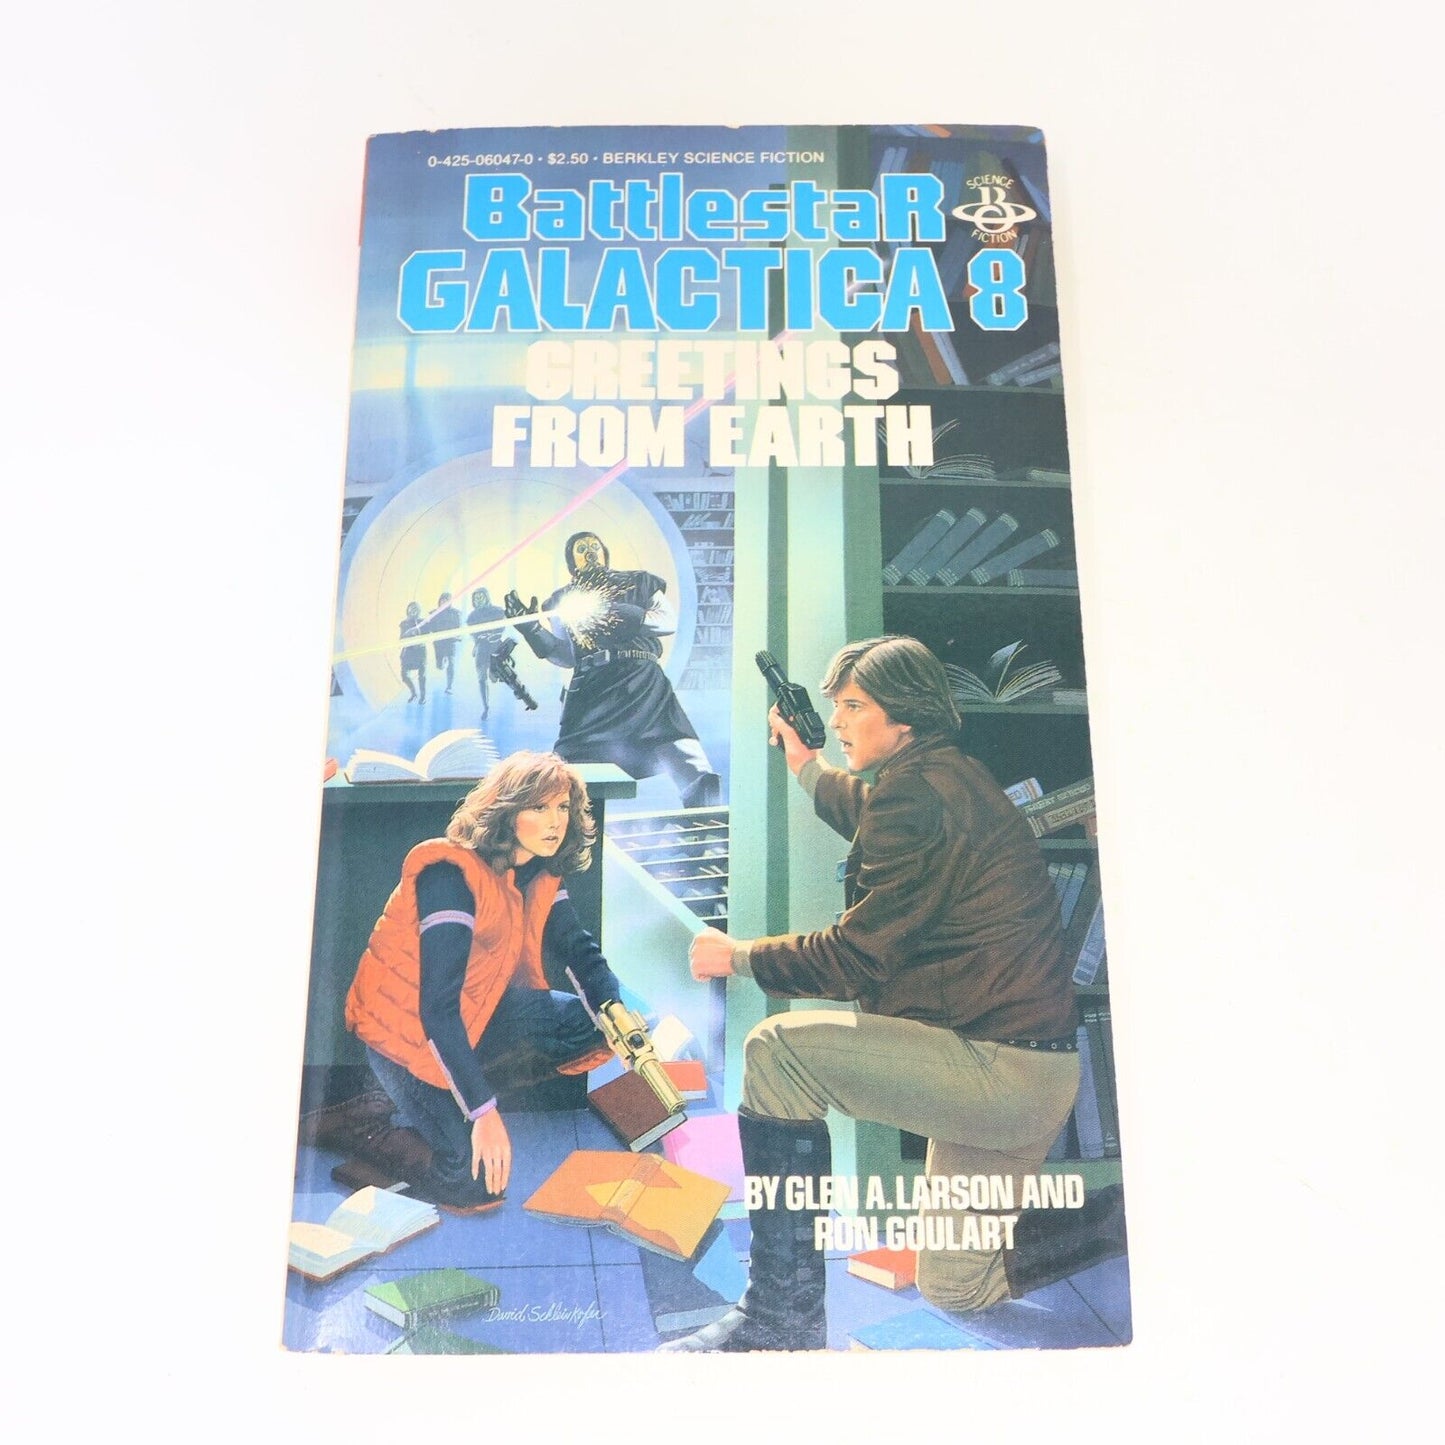 0-425-06047-0 • $2.50 • BERKLEY SCIENCE FICTION
BattlestaR
GALACTICA 8
SCIENCE
B
FICTION
GREETINGS
FROM EARTH
BY GLEN A. LARSON AND
RON GOULART
David Schleinkofer